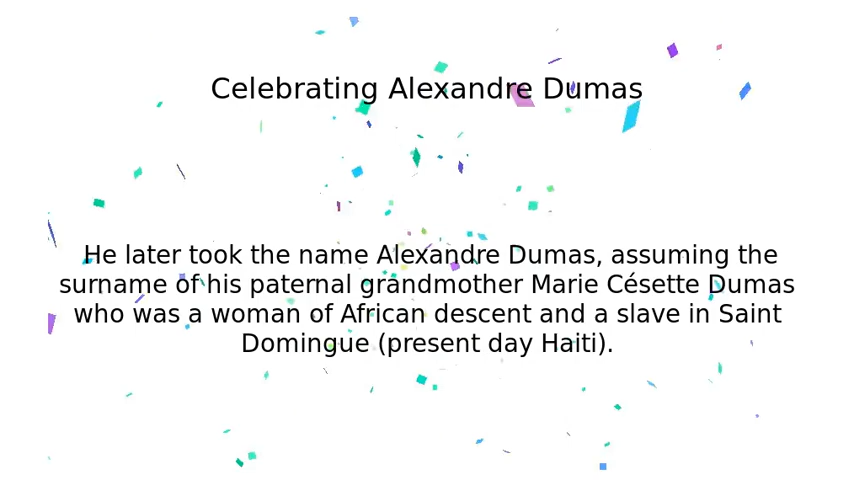 Celebrating Alexandre Dumas
He later took the name Alexandre Dumas, assuming the
surname of his paternal grandmother Marie Césette Dumas
who was a woman of African descent and a slave in Saint
Domingue (present day Haiti).